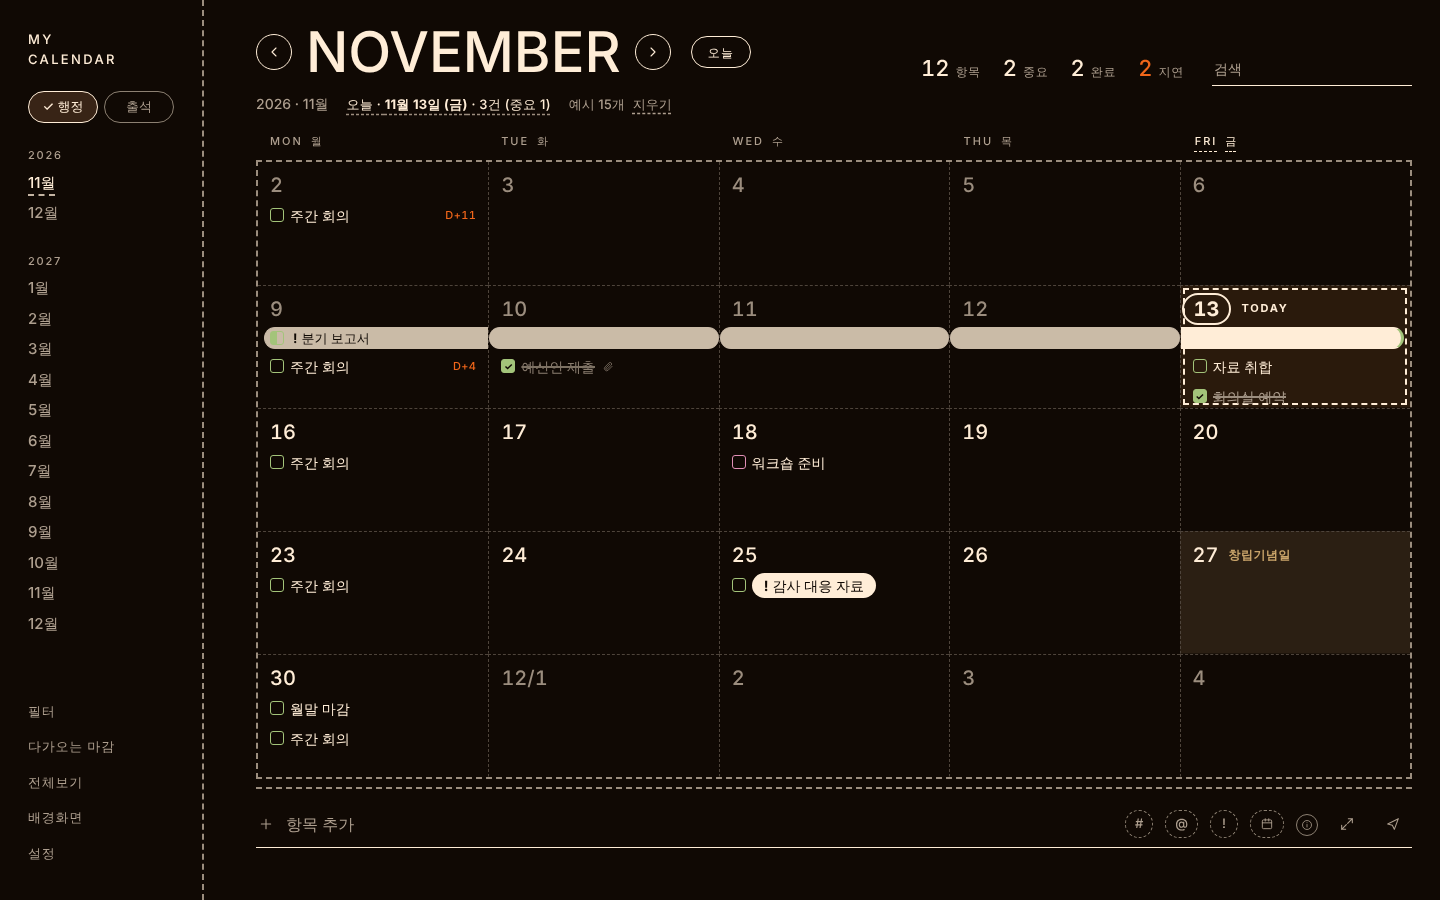 MY
CALENDAR
행정 출석
2026
11월
12월
2027
1월
2월
3월
4월
5월
6월
7월
8월
9월
10월
11월
12월
필터
다가오는 마감
전체보기
배경화면
설정
NOVEMBER 오늘
12 항목 2 중요 2 완료 2 지연 검색
2026 · 11월 오늘 · 11월 13일 (금) · 3건 (중요 1) 예시 15개 지우기
MON 월 TUE 화 WED 수 THU 목 FRI 금
2 3 4 5 6
주간 회의 D+11
9 10 11 12 13 TODAY
! 분기 보고서
주간 회의 D+4 예산안 제출 자료 취합
회의실 예약
16 17 18 19 20
주간 회의 워크숍 준비
23 24 25 26 27 창립기념일
주간 회의 ! 감사 대응 자료
30 12/1 2 3 4
월말 마감
주간 회의
+ 항목 추가 # @ !